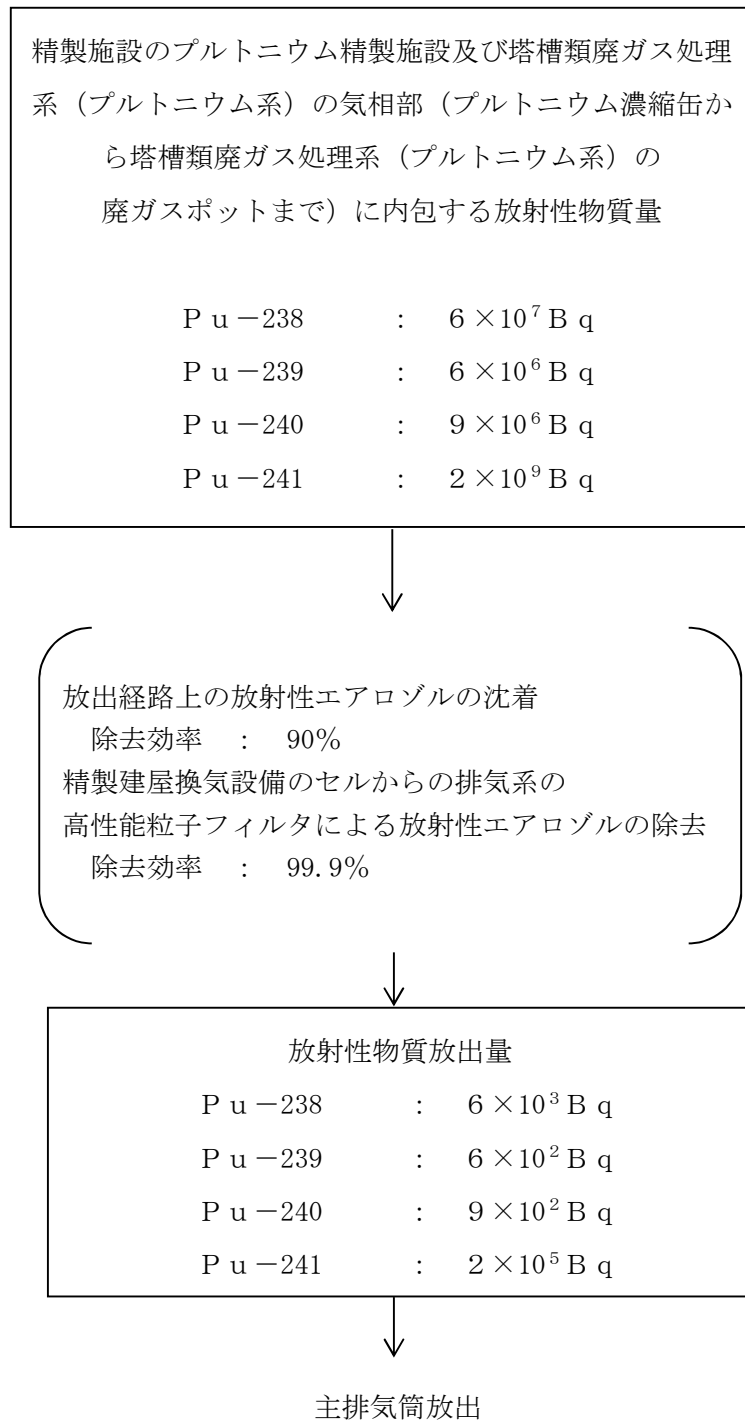 精製施設のプルトニウム精製施設及び塔槽類廃ガス処理
系（プルトニウム系）の気相部（プルトニウム濃縮缶か
ら塔槽類廃ガス処理系（プルトニウム系）の
廃ガスポットまで）に内包する放射性物質量
Ｐｕ－238 : 6×10⁷Ｂｑ
Ｐｕ－239 : 6×10⁶Ｂｑ
Ｐｕ－240 : 9×10⁶Ｂｑ
Ｐｕ－241 : 2×10⁹Ｂｑ
放出経路上の放射性エアロゾルの沈着
除去効率 : 90%
精製建屋換気設備のセルからの排気系の
高性能粒子フィルタによる放射性エアロゾルの除去
除去効率 : 99.9%
放射性物質放出量
Ｐｕ－238 : 6×10³Ｂｑ
Ｐｕ－239 : 6×10²Ｂｑ
Ｐｕ－240 : 9×10²Ｂｑ
Ｐｕ－241 : 2×10⁵Ｂｑ
主排気筒放出